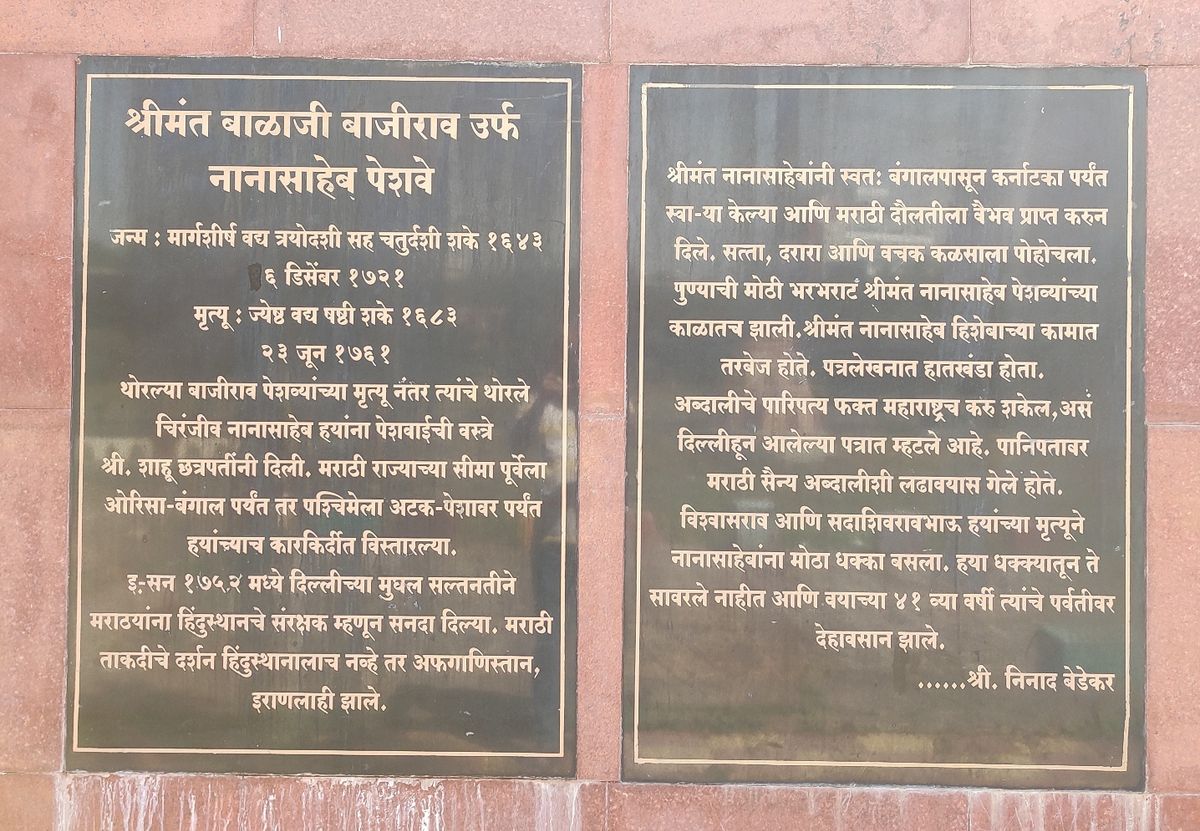 श्रीमंत बाळाजी बाजीराव उर्फ
नानासाहेब पेशवे
जन्म : मार्गशीर्ष वद्य त्रयोदशी सह चतुर्दशी शके १६४३
६ डिसेंबर १७२१
मृत्यू : ज्येष्ठ वद्य षष्ठी शके १६८३
२३ जून १७६१
थोरल्या बाजीराव पेशव्यांच्या मृत्यू नंतर त्यांचे थोरले
चिरंजीव नानासाहेब हयांना पेशवाईची वस्त्रे
श्री. शाहू छत्रपतींनी दिली. मराठी राज्याच्या सीमा पूर्वेला
ओरिसा-बंगाल पर्यंत तर पश्चिमेला अटक-पेशावर पर्यंत
हयांच्याच कारकिर्दीत विस्तारल्या.
इ.-सन १७५२ मध्ये दिल्लीच्या मुघल सल्तनतीने
मराठयांना हिंदुस्थानचे संरक्षक म्हणून सनदा दिल्या. मराठी
ताकदीचे दर्शन हिंदुस्थानालाच नव्हे तर अफगाणिस्तान,
इराणलाही झाले.
श्रीमंत नानासाहेबांनी स्वतः बंगालपासून कर्नाटका पर्यंत
स्वा-या केल्या आणि मराठी दौलतीला वैभव प्राप्त करुन
दिले. सत्ता, दरारा आणि वचक कळसाला पोहोचला.
पुण्याची मोठी भरभराटं श्रीमंत नानासाहेब पेशव्यांच्या
काळातच झाली.श्रीमंत नानासाहेब हिशेबाच्या कामात
तरबेज होते. पत्रलेखनात हातखंडा होता.
अब्दालीचे पारिपत्य फक्त महाराष्ट्रच करु शकेल,असं
दिल्लीहून आलेल्या पत्रात म्हटले आहे. पानिपतावर
मराठी सैन्य अब्दालीशी लढावयास गेले होते.
विश्वासराव आणि सदाशिवरावभाऊ हयांच्या मृत्यूने
नानासाहेबांना मोठा धक्का बसला. हया धक्क्यातून ते
सावरले नाहीत आणि वयाच्या ४१ व्या वर्षी त्यांचे पर्वतीवर
देहावसान झाले.
......श्री. निनाद बेडेकर